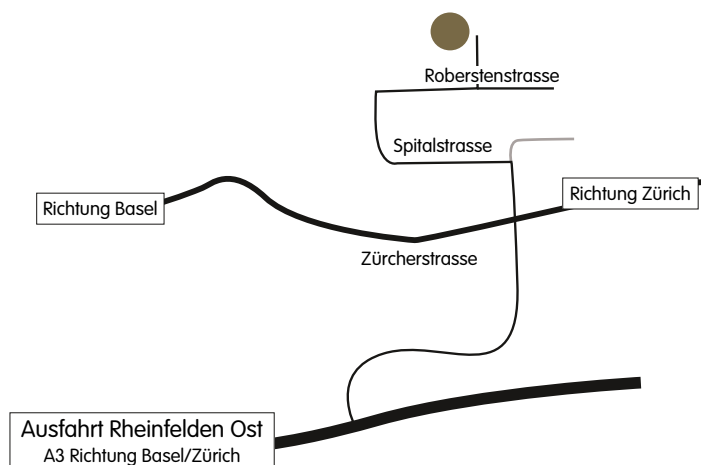 Roberstenstrasse
Spitalstrasse
Richtung Basel
Richtung Zürich
Zürcherstrasse
Ausfahrt Rheinfelden Ost
A3 Richtung Basel/Zürich